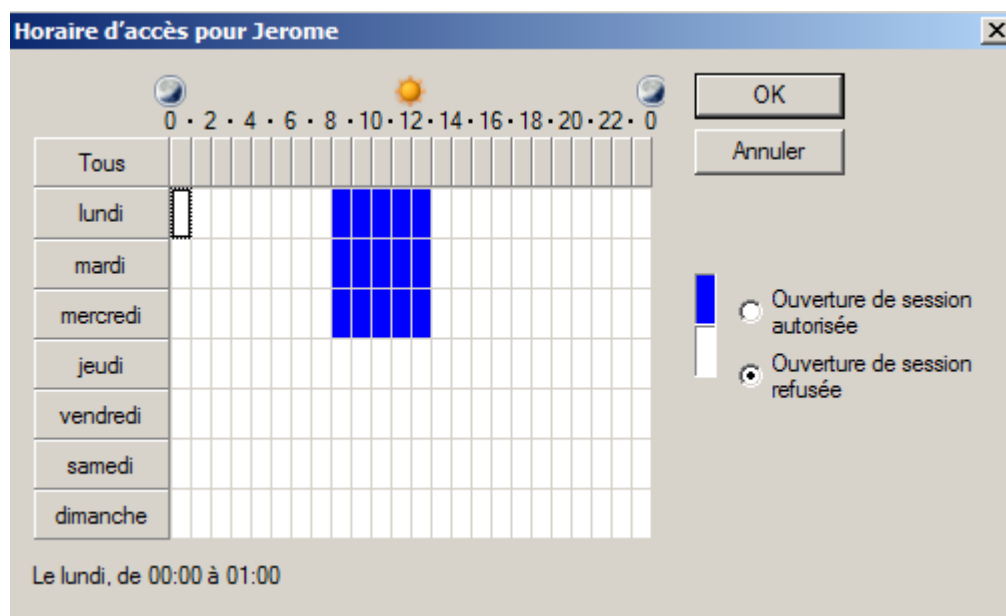 Horaire d'accès pour Jerome
OK
0 · 2 · 4 · 6 · 8 · 10 · 12 · 14 · 16 · 18 · 20 · 22 · 0
Annuler
Tous
lundi
mardi
mercredi
jeudi
vendredi
samedi
dimanche
Ouverture de session
autorisée
Ouverture de session
refusée
Le lundi, de 00:00 à 01:00